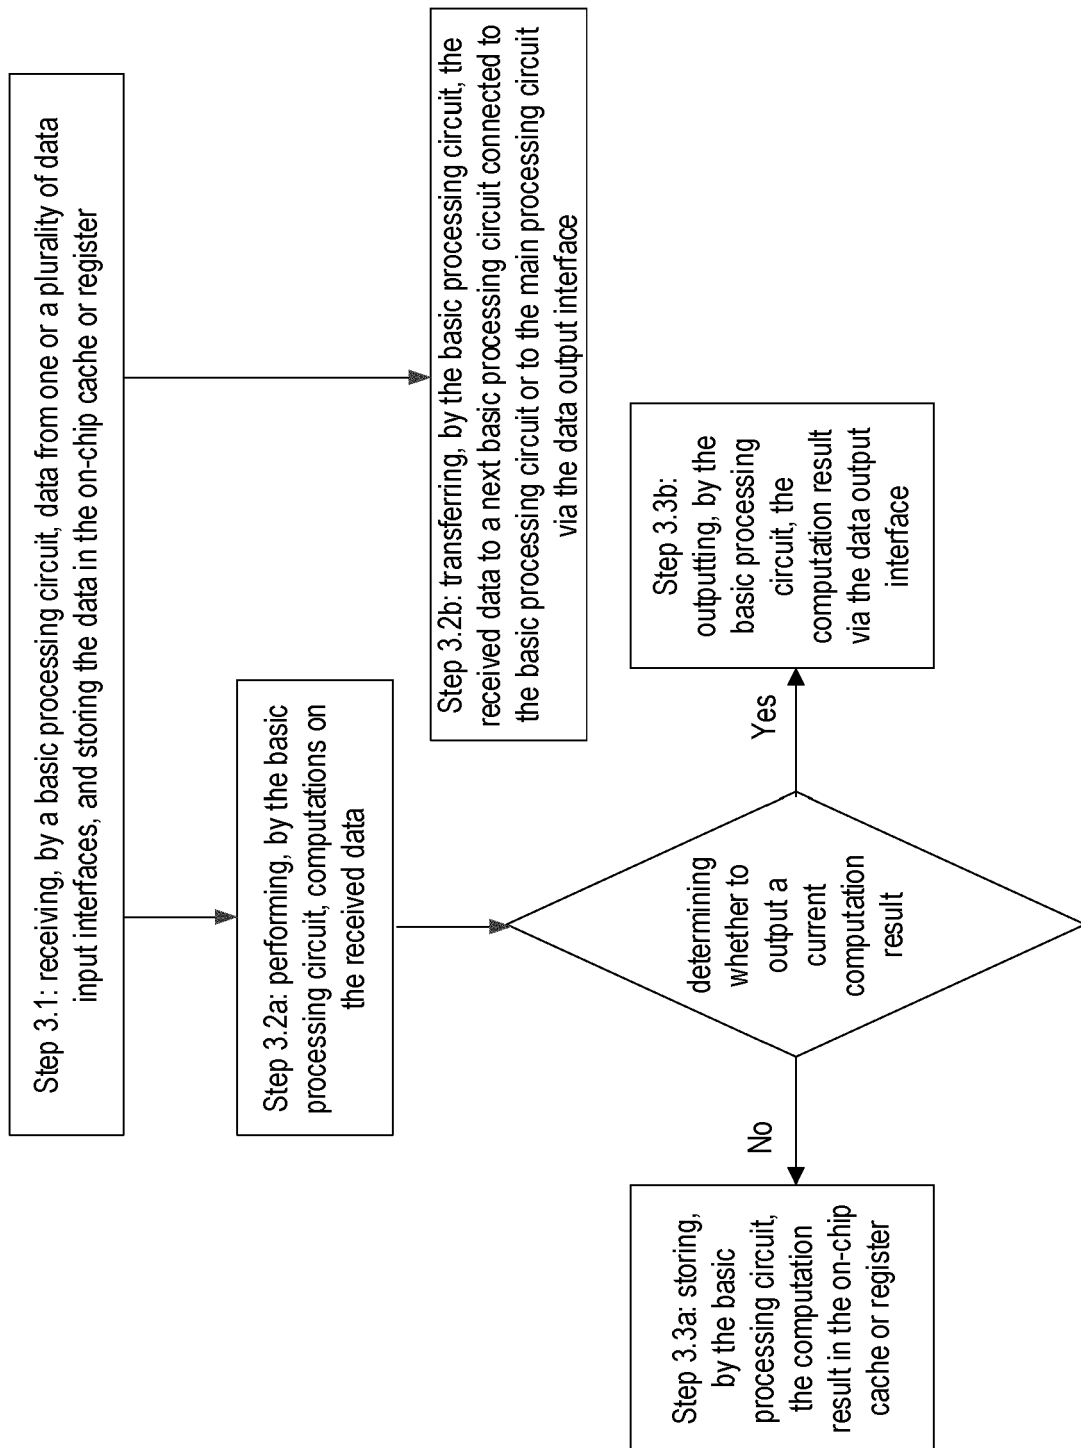 Step 3.1: receiving, by a basic processing circuit, data from one or a plurality of data
input interfaces, and storing the data in the on-chip cache or register
Step 3.2a: performing, by the basic
processing circuit, computations on
the received data
Step 3.2b: transferring, by the basic processing circuit, the
received data to a next basic processing circuit connected to
the basic processing circuit or to the main processing circuit
via the data output interface
determining
whether to
output a
current
computation
result
No
Yes
Step 3.3a: storing,
by the basic
processing circuit,
the computation
result in the on-chip
cache or register
Step 3.3b:
outputting, by the
basic processing
circuit, the
computation result
via the data output
interface